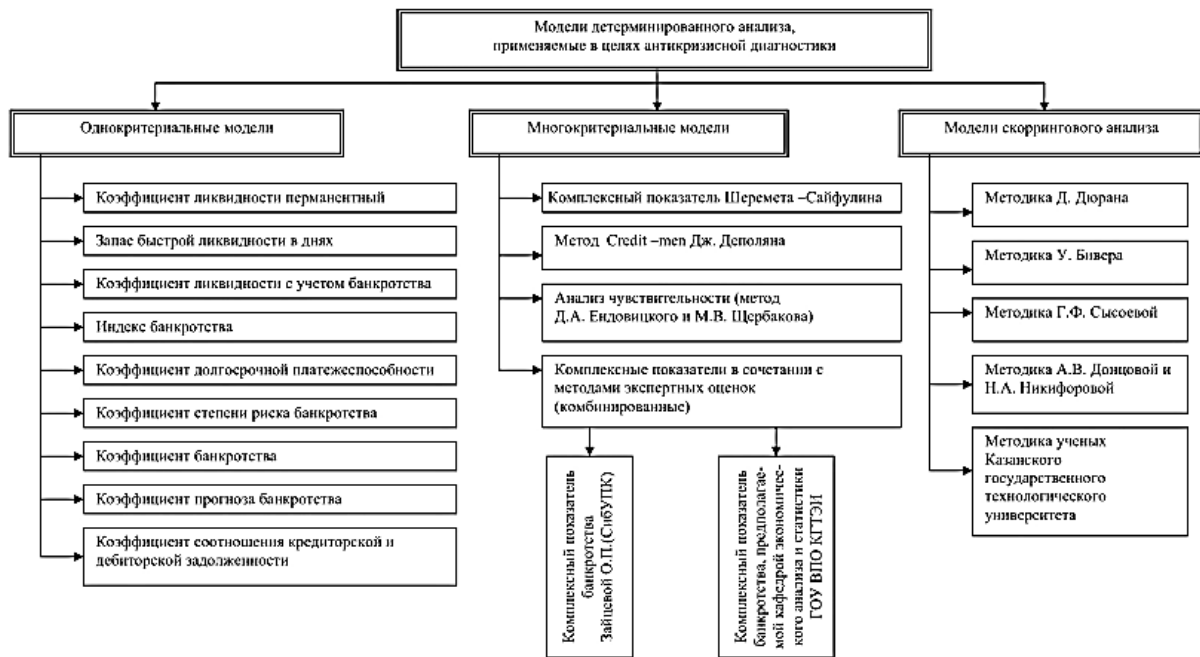 Модели детерминированного анализа,
применяемые в целях антикризисной диагностики
Однокритериальные модели
Многокритериальные модели
Модели скоррингового анализа
Коэффициент ликвидности перманентный
Запас быстрой ликвидности в днях
Коэффициент ликвидности с учетом банкротства
Индекс банкротства
Коэффициент долгосрочной платежеспособности
Коэффициент степени риска банкротства
Коэффициент банкротства
Коэффициент прогноза банкротства
Коэффициент соотношения кредиторской и
дебиторской задолженности
Комплексный показатель Шеремета –Сайфулина
Метод Credit –men Дж. Деполяна
Анализ чувствительности (метод
Д.А. Ендовицкого и М.В. Щербакова)
Комплексные показатели в сочетании с
методами экспертных оценок
(комбинированные)
Комплексный показатель
банкротства
Зайцевой О.П.(СибУПК)
Комплексный показатель
банкротства, предполагае-
мой кафедрой экономичес-
кого анализа и статистики
ГОУ ВПО КГТЭИ
Методика Д. Дюрана
Методика У. Бивера
Методика Г.Ф. Сысоевой
Методика А.В. Донцовой и
Н.А. Никифоровой
Методика ученых
Казанского
государственного
технологического
университета